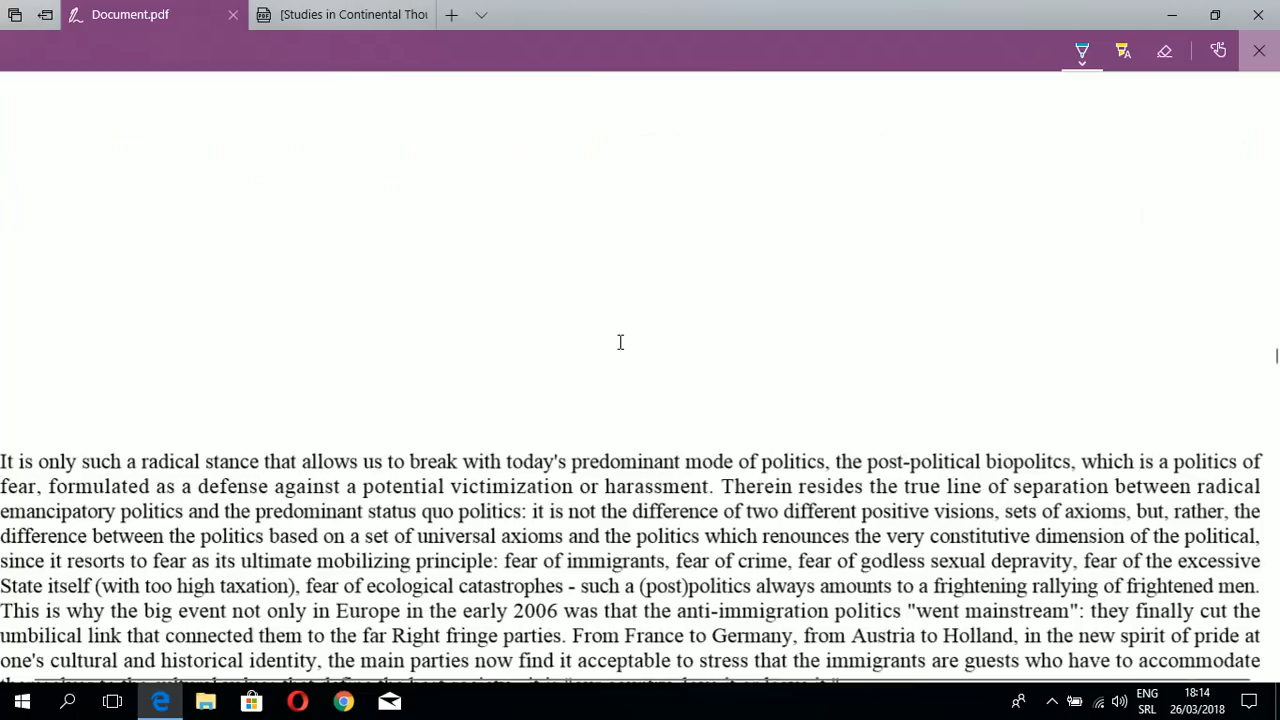 Document.pdf
[Studies in Continental Thou
It is only such a radical stance that allows us to break with today's predominant mode of politics, the post-political biopolitcs, which is a politics of
fear, formulated as a defense against a potential victimization or harassment. Therein resides the true line of separation between radical
emancipatory politics and the predominant status quo politics: it is not the difference of two different positive visions, sets of axioms, but, rather, the
difference between the politics based on a set of universal axioms and the politics which renounces the very constitutive dimension of the political,
since it resorts to fear as its ultimate mobilizing principle: fear of immigrants, fear of crime, fear of godless sexual depravity, fear of the excessive
State itself (with too high taxation), fear of ecological catastrophes - such a (post)politics always amounts to a frightening rallying of frightened men.
This is why the big event not only in Europe in the early 2006 was that the anti-immigration politics "went mainstream": they finally cut the
umbilical link that connected them to the far Right fringe parties. From France to Germany, from Austria to Holland, in the new spirit of pride at
one's cultural and historical identity, the main parties now find it acceptable to stress that the immigrants are guests who have to accommodate
ENG
SRL
18:14
26/03/2018